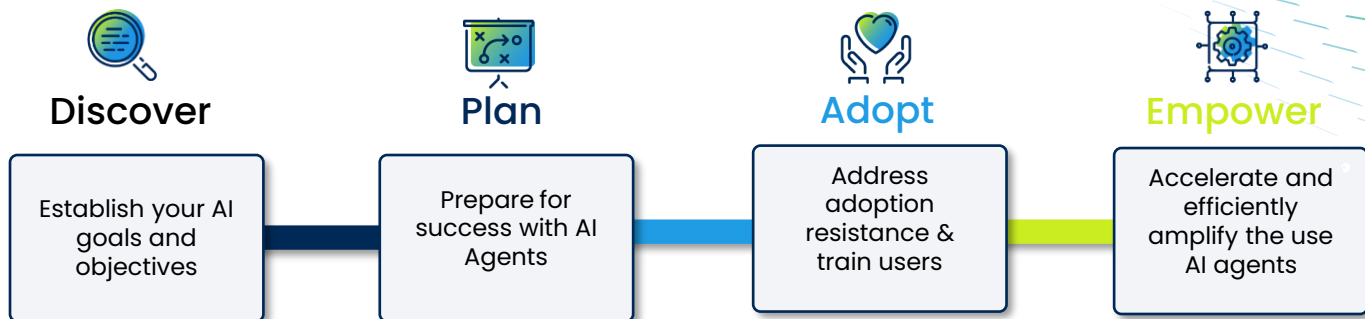 Discover
Plan
Adopt
Empower
Establish your AI
goals and
objectives
Prepare for
success with AI
Agents
Address
adoption
resistance &
train users
Accelerate and
efficiently
amplify the use
AI agents